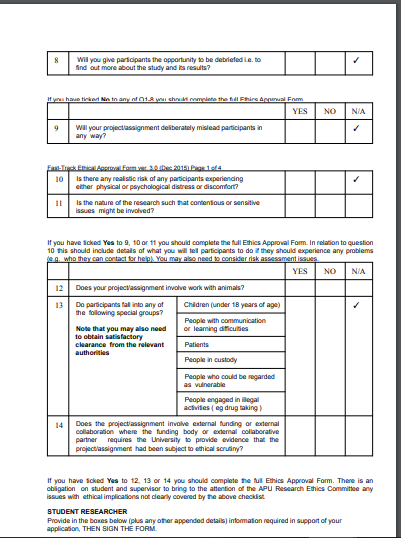 8 Will you give participants the opportunity to be debriefed i.e. to ✓
find out more about the study and its results?
If you have ticked No to any of Q1-8 you should complete the full Ethics Approval Form.
YES NO N/A
9 Will your project/assignment deliberately mislead participants in ✓
any way?
Fast-Track Ethical Approval Form ver. 3.0 (Dec 2015) Page 1 of 4
10 Is there any realistic risk of any participants experiencing ✓
either physical or psychological distress or discomfort?
11 Is the nature of the research such that contentious or sensitive
issues might be involved?
If you have ticked Yes to 9, 10 or 11 you should complete the full Ethics Approval Form. In relation to question
10 this should include details of what you will tell participants to do if they should experience any problems
(e.g. who they can contact for help). You may also need to consider risk assessment issues.
YES NO N/A
12 Does your project/assignment involve work with animals?
13 Do participants fall into any of
the following special groups?
Note that you may also need
to obtain satisfactory
clearance from the relevant
authorities
Children (under 18 years of age) ✓
People with communication
or learning difficulties
Patients
People in custody
People who could be regarded
as vulnerable
People engaged in illegal
activities ( eg drug taking )
14 Does the project/assignment involve external funding or external
collaboration where the funding body or external collaborative
partner requires the University to provide evidence that the
project/assignment had been subject to ethical scrutiny?
If you have ticked Yes to 12, 13 or 14 you should complete the full Ethics Approval Form. There is an
obligation on student and supervisor to bring to the attention of the APU Research Ethics Committee any
issues with ethical implications not clearly covered by the above checklist.
STUDENT RESEARCHER
Provide in the boxes below (plus any other appended details) information required in support of your
application, THEN SIGN THE FORM.